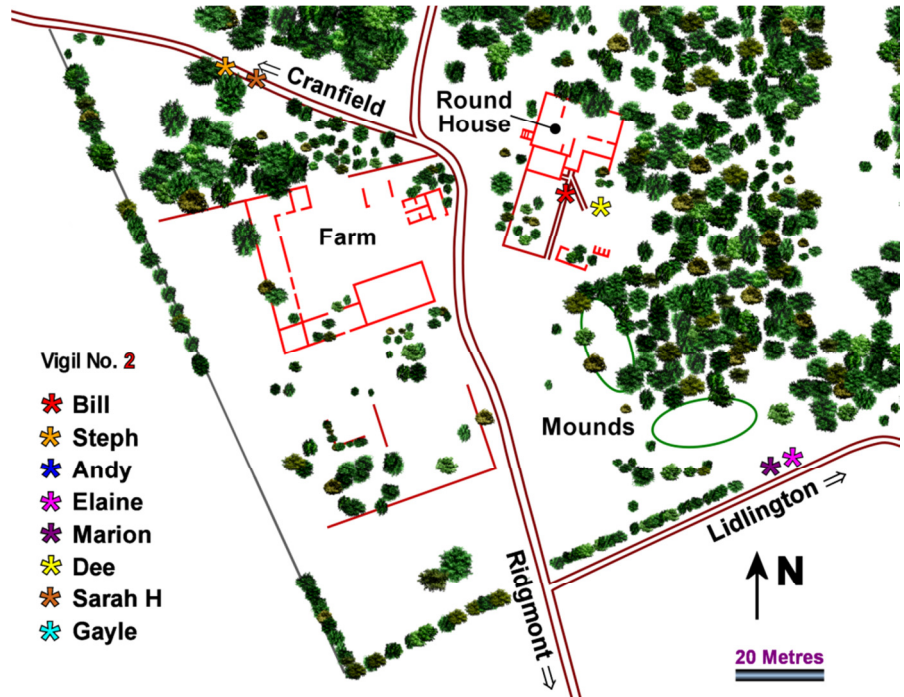 ⇐ Cranfield
Round
House
Farm
Vigil No. 2
Bill
Steph
Andy
Elaine
Marion
Dee
Sarah H
Gayle
Mounds
Lidlington ⇒
Ridgmont ⇒
N
20 Metres